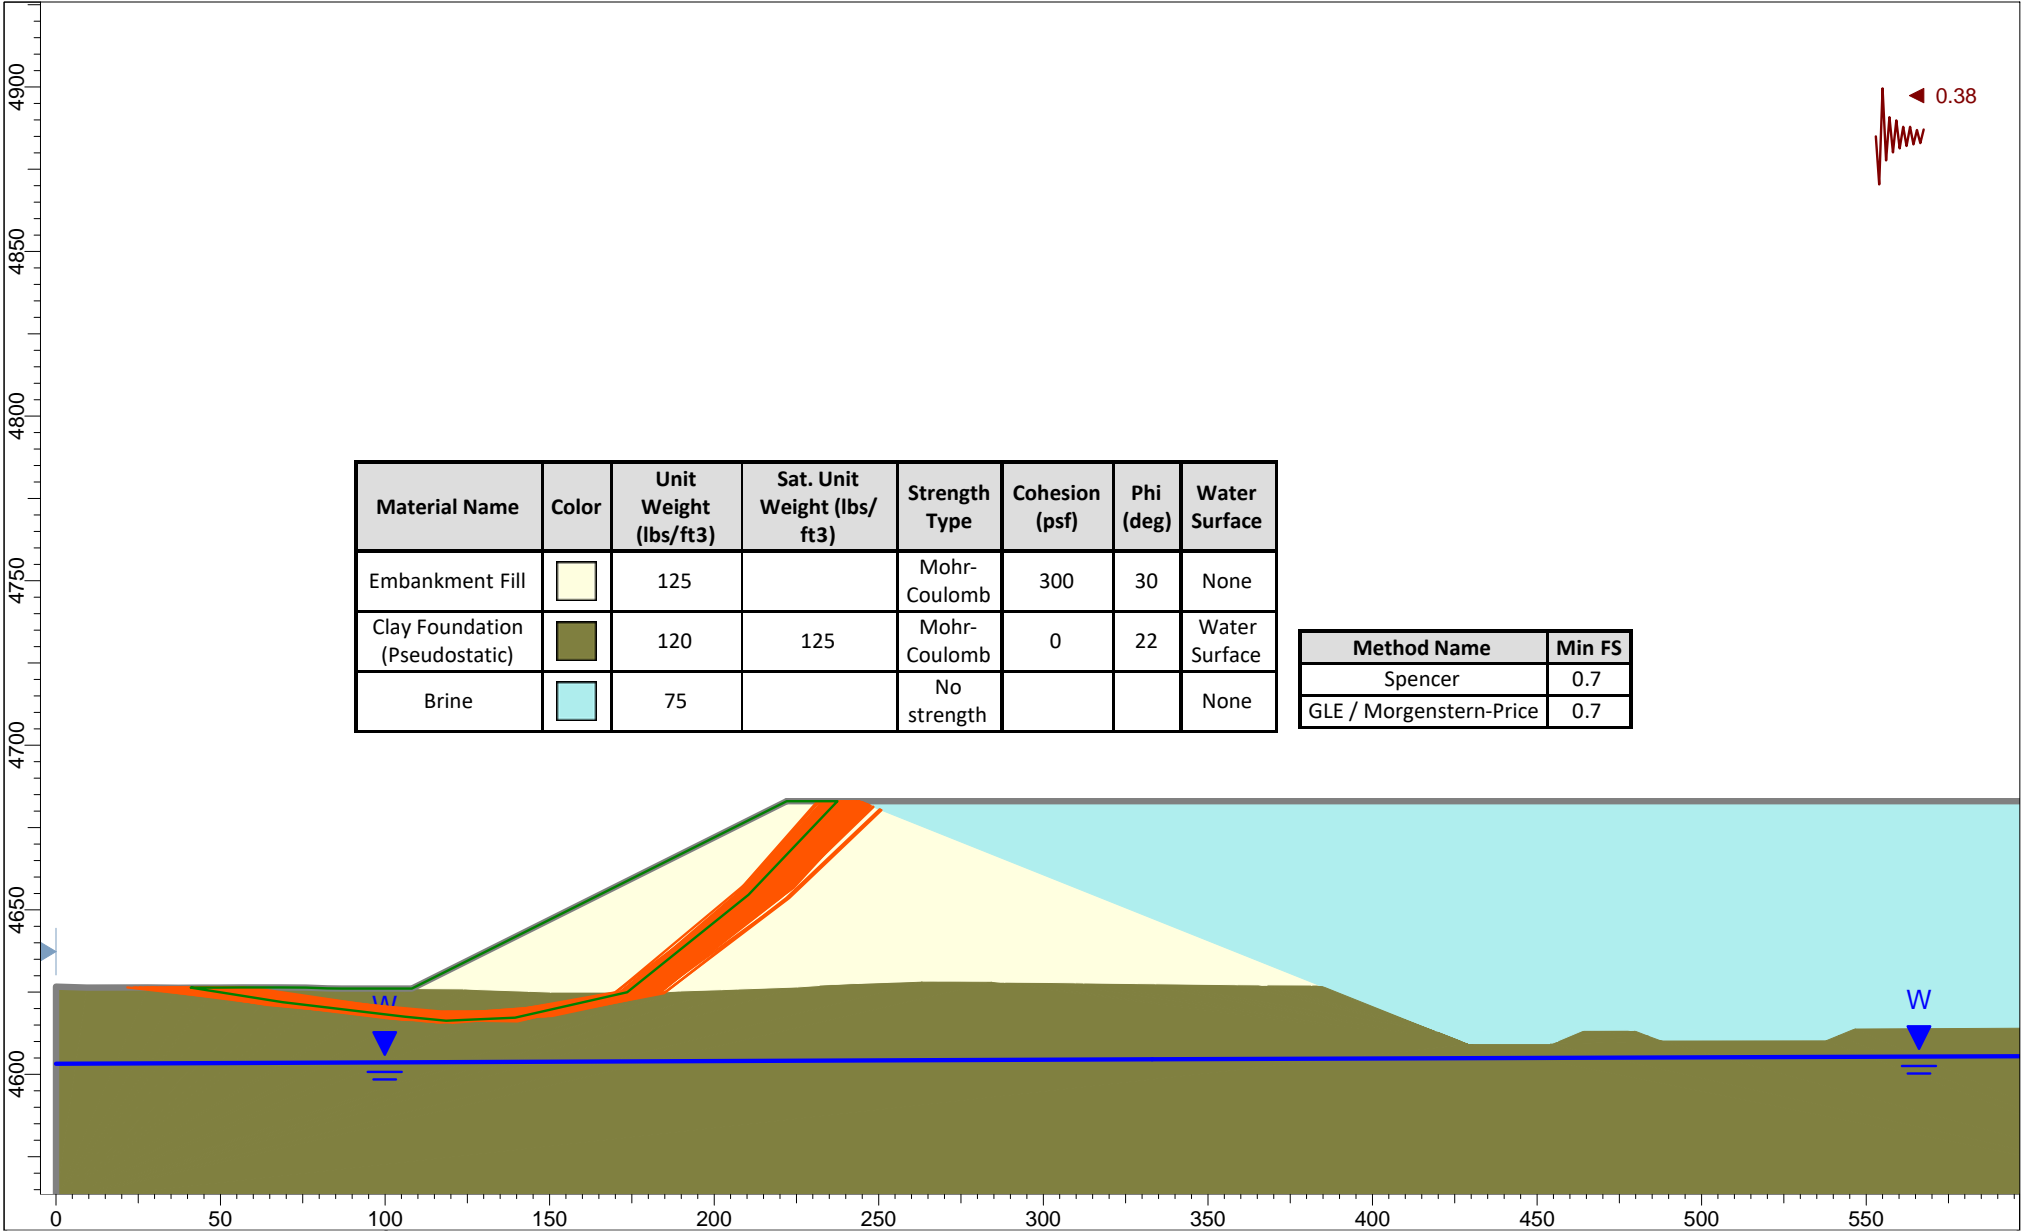 4900
4850
4800
4750
4700
4650
4600
0.38
Material Name Color Unit Weight (lbs/ft3) Sat. Unit Weight (lbs/ft3) Strength Type Cohesion (psf) Phi (deg) Water Surface
Embankment Fill 125 Mohr-Coulomb 300 30 None
Clay Foundation (Pseudostatic) 120 125 Mohr-Coulomb 0 22 Water Surface
Brine 75 No strength None
Method Name Min FS
Spencer 0.7
GLE / Morgenstern-Price 0.7
W
W
0 50 100 150 200 250 300 350 400 450 500 550